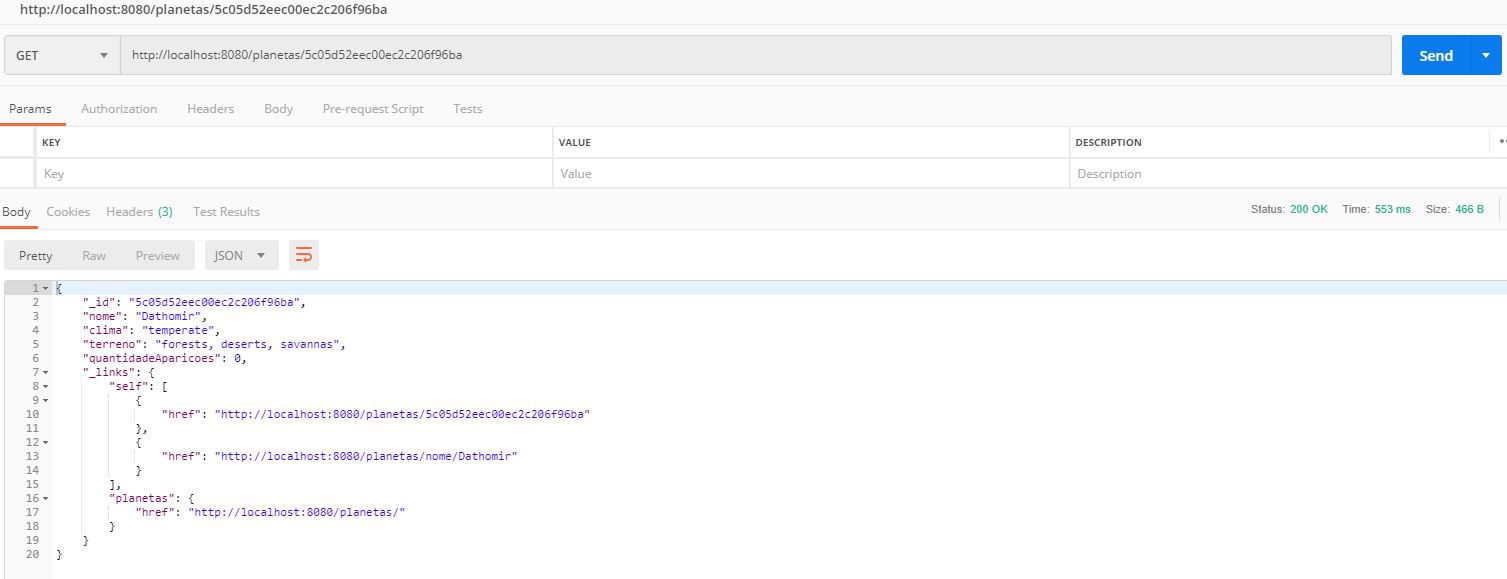 http://localhost:8080/planetas/5c05d52eec00ec2c206f96ba
GET http://localhost:8080/planetas/5c05d52eec00ec2c206f96ba Send
Params Authorization Headers Body Pre-request Script Tests
KEY VALUE DESCRIPTION
Key Value Description
Body Cookies Headers (3) Test Results Status: 200 OK Time: 553 ms Size: 466 B
Pretty Raw Preview JSON
1 {
2 "_id": "5c05d52eec00ec2c206f96ba",
3 "nome": "Dathomir",
4 "clima": "temperate",
5 "terreno": "forests, deserts, savannas",
6 "quantidadeAparicoes": 0,
7 "_links": {
8 "self": [
9 {
10 "href": "http://localhost:8080/planetas/5c05d52eec00ec2c206f96ba"
11 },
12 {
13 "href": "http://localhost:8080/planetas/nome/Dathomir"
14 }
15 ],
16 "planetas": {
17 "href": "http://localhost:8080/planetas/"
18 }
19 }
20 }